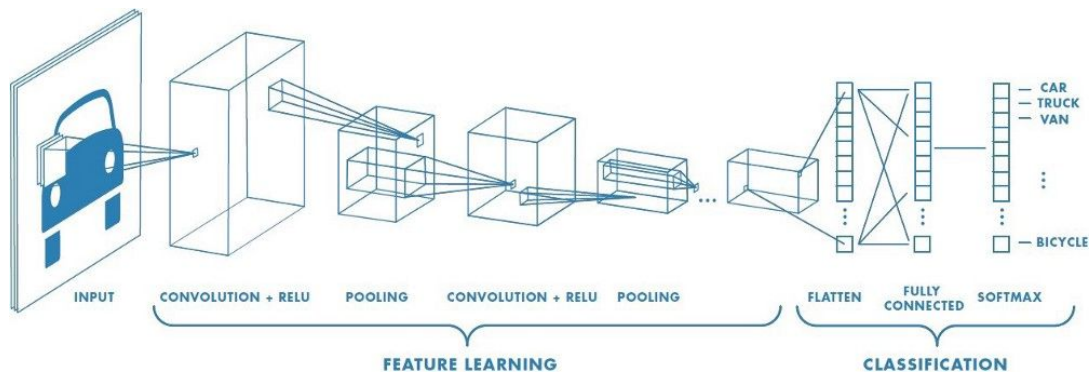 CAR
TRUCK
VAN
BICYCLE
INPUT
CONVOLUTION + RELU
POOLING
CONVOLUTION + RELU
POOLING
FLATTEN
FULLY
CONNECTED
SOFTMAX
FEATURE LEARNING
CLASSIFICATION